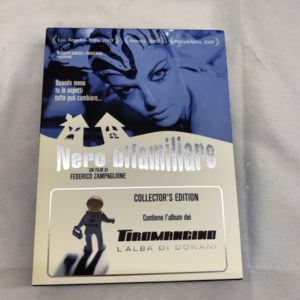 Los Angeles-Italia 2007
Philadelphia 2007
Quando meno
te lo aspetti
tutto può cambiare...
Nero bifamiliare
UN FILM DI
FEDERICO ZAMPAGLIONE
COLLECTOR'S EDITION
Contiene l'album dei
TIROMANCINO
L'ALBA DI DOMANI